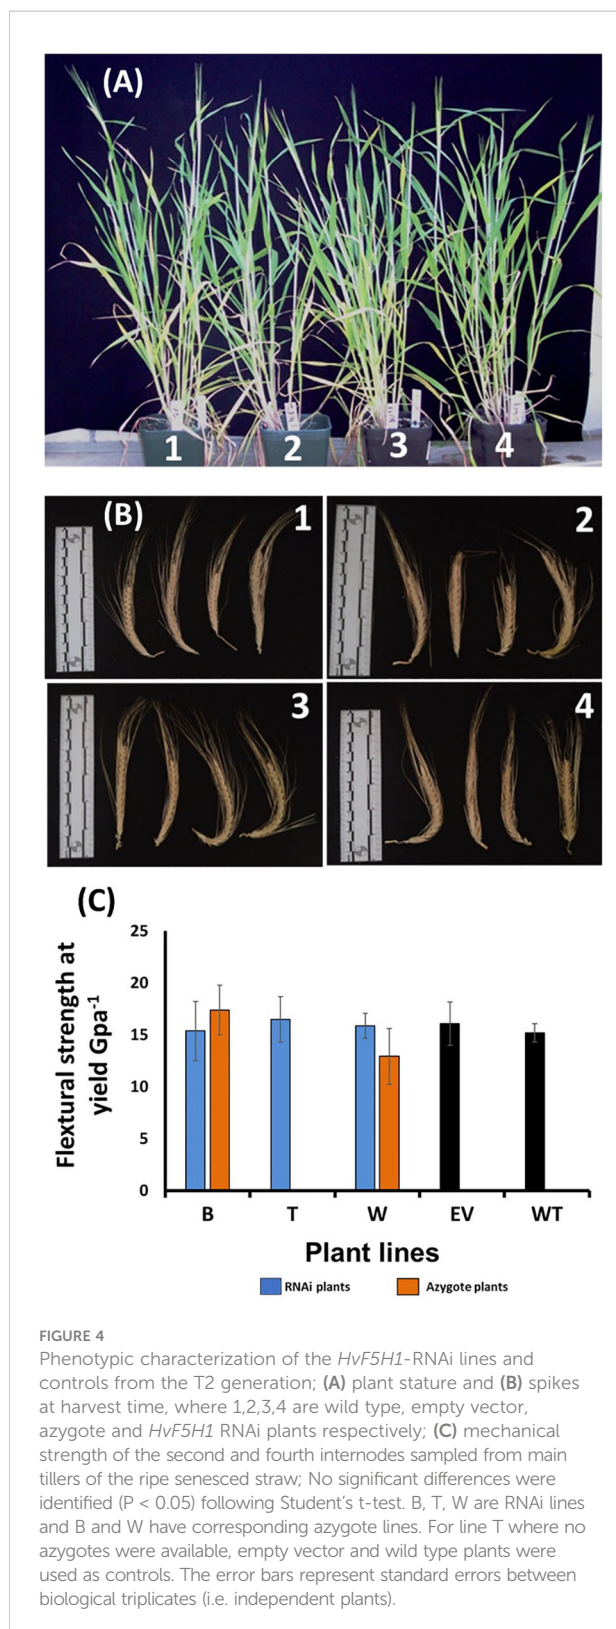 (A)
1
2
3
4
(B)
1
2
3
4
(C)
Flextural strength at
yield Gpa⁻¹
25
20
15
10
5
0
B T W EV WT
Plant lines
RNAi plants Azygote plants
FIGURE 4
Phenotypic characterization of the HvF5H1-RNAi lines and
controls from the T2 generation; (A) plant stature and (B) spikes
at harvest time, where 1,2,3,4 are wild type, empty vector,
azygote and HvF5H1 RNAi plants respectively; (C) mechanical
strength of the second and fourth internodes sampled from main
tillers of the ripe senesced straw; No significant differences were
identified (P < 0.05) following Student's t-test. B, T, W are RNAi lines
and B and W have corresponding azygote lines. For line T where no
azygotes were available, empty vector and wild type plants were
used as controls. The error bars represent standard errors between
biological triplicates (i.e. independent plants).